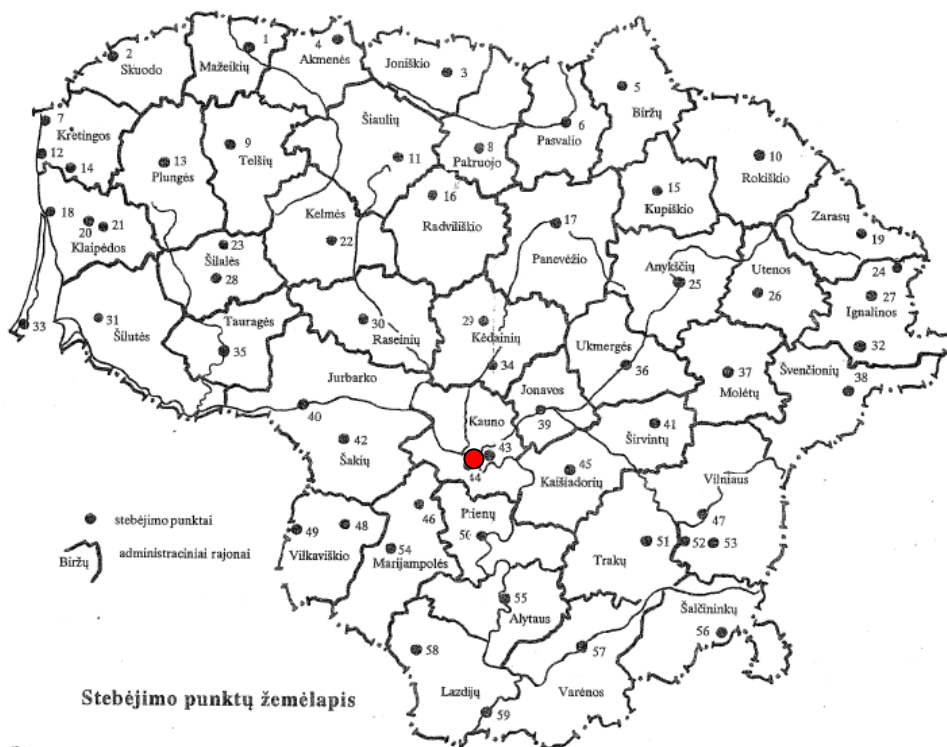 1
2
Skuodo
Mažeikių
4
Akmenės
Joniškio
3
5
Biržų
7
Kretingos
12
14
13
Plungės
9
Telšių
Šiaulių
11
8
Pakruojo
6
Pasvalio
10
Rokiškio
16
Radviliškio
15
Kupiškio
18
20
21
Klaipėdos
23
Šilalės
28
Kelmės
22
17
Panevėžio
Anykščių
25
Utenos
26
Zarasų
19
24
27
Ignalinos
32
33
31
Šilutės
Tauragės
35
30
Raseinių
29
Kėdainių
34
Ukmergės
36
37
Molėtų
Švenčionių
38
Jurbarko
40
Kauno
43
44
Jonavos
39
41
Širvintų
42
Šakių
45
Kaišiadorių
Vilniaus
47
49
48
Vilkaviškio
46
54
Marijampolės
Prienų
50
51
Trakų
52
53
55
Alytaus
Šalčininkų
56
58
Lazdijų
59
57
Varėnos
stebėjimo punktai
Biržų
administraciniai rajonai
Stebėjimo punktų žemėlapis